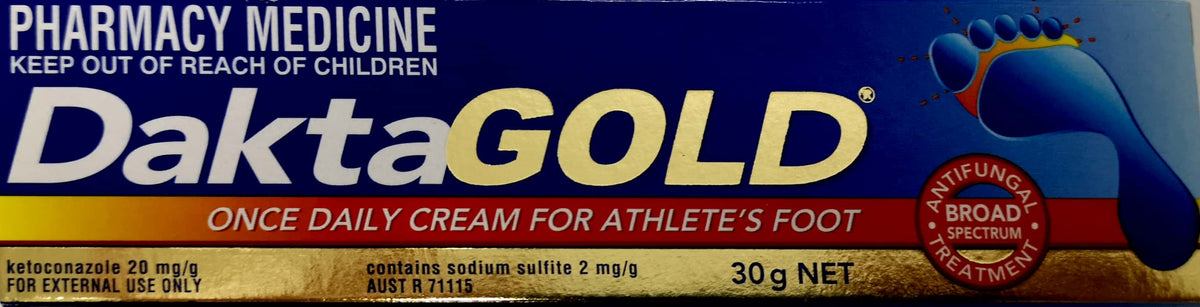 PHARMACY MEDICINE
KEEP OUT OF REACH OF CHILDREN
DaktaGOLD®
ONCE DAILY CREAM FOR ATHLETE'S FOOT
ANTIFUNGAL
BROAD
SPECTRUM
• TREATMENT •
ketoconazole 20 mg/g
FOR EXTERNAL USE ONLY
contains sodium sulfite 2 mg/g
AUST R 71115
30 g NET